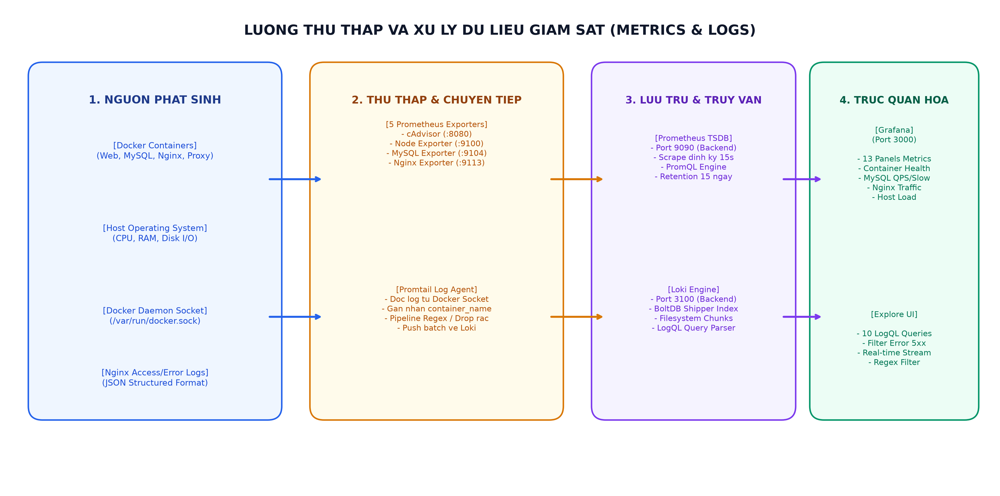 LUONG THU THAP VA XU LY DU LIEU GIAM SAT (METRICS & LOGS)
1. NGUON PHAT SINH
[Docker Containers]
(Web, MySQL, Nginx, Proxy)
[Host Operating System]
(CPU, RAM, Disk I/O)
[Docker Daemon Socket]
(/var/run/docker.sock)
[Nginx Access/Error Logs]
(JSON Structured Format)
2. THU THAP & CHUYEN TIEP
[5 Prometheus Exporters]
- cAdvisor (:8080)
- Node Exporter (:9100)
- MySQL Exporter (:9104)
- Nginx Exporter (:9113)
[Promtail Log Agent]
- Doc log tu Docker Socket
- Gan nhan container_name
- Pipeline Regex / Drop rac
- Push batch ve Loki
3. LUU TRU & TRUY VAN
[Prometheus TSDB]
- Port 9090 (Backend)
- Scrape dinh ky 15s
- PromQL Engine
- Retention 15 ngay
[Loki Engine]
- Port 3100 (Backend)
- BoltDB Shipper Index
- Filesystem Chunks
- LogQL Query Parser
4. TRUC QUAN HOA
[Grafana]
(Port 3000)
- 13 Panels Metrics
- Container Health
- MySQL QPS/Slow
- Nginx Traffic
- Host Load
[Explore UI]
- 10 LogQL Queries
- Filter Error 5xx
- Real-time Stream
- Regex Filter